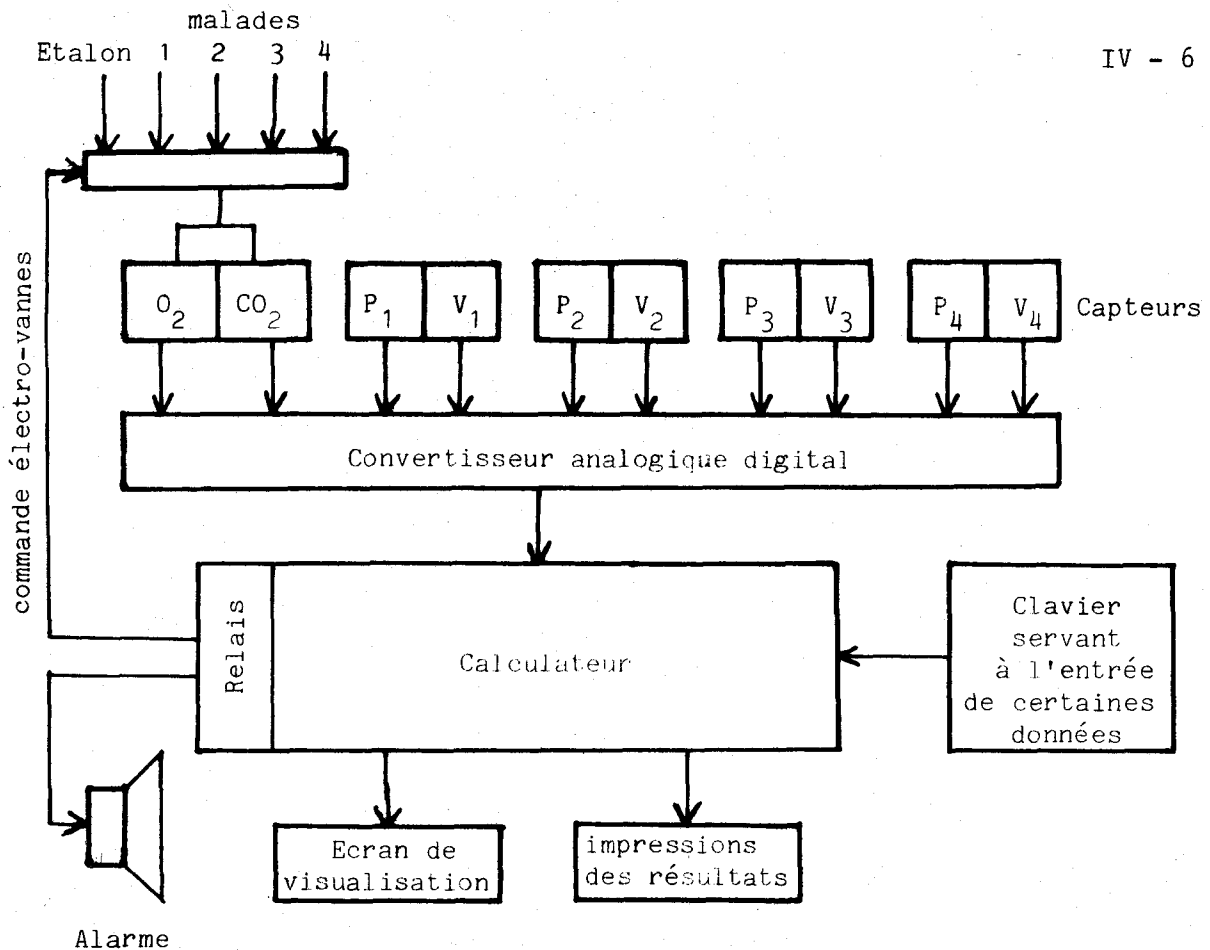 malades
Etalon 1 2 3 4
IV - 6
commande électro-vannes
O2 CO2 P1 V1 P2 V2 P3 V3 P4 V4 Capteurs
Convertisseur analogique digital
Relais
Calculateur
Clavier
servant
à l'entrée
de certaines
données
Ecran de
visualisation
impressions
des résultats
Alarme